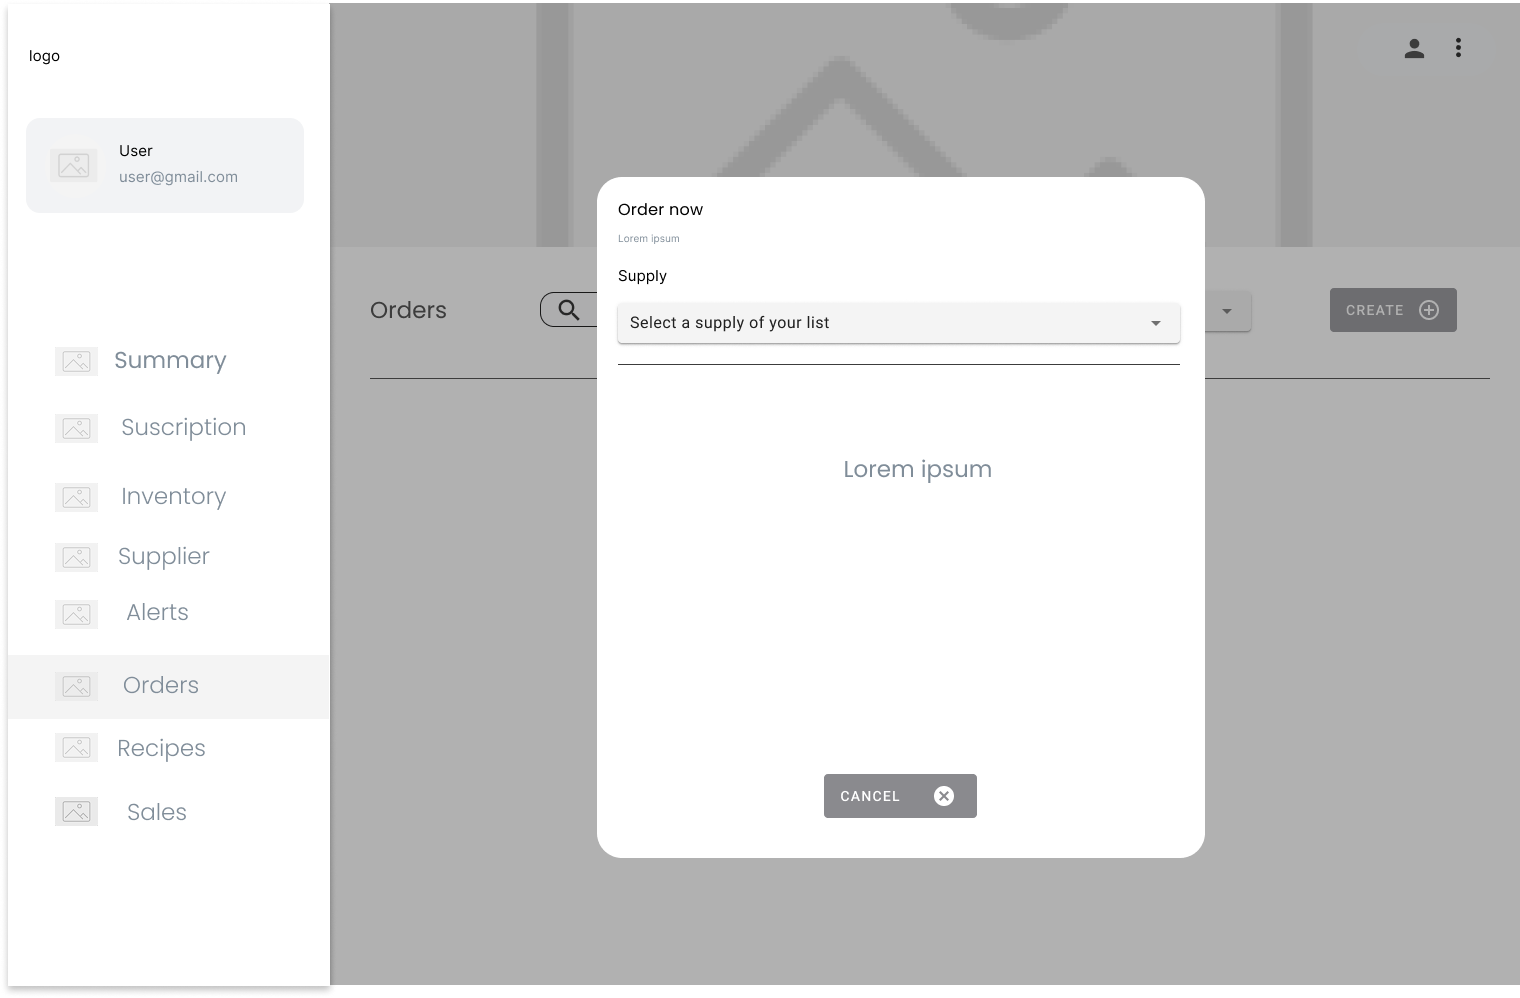 logo
User
user@gmail.com
Summary
Suscription
Inventory
Supplier
Alerts
Orders
Recipes
Sales
Orders
CREATE
Order now
Lorem ipsum
Supply
Select a supply of your list
Lorem ipsum
CANCEL